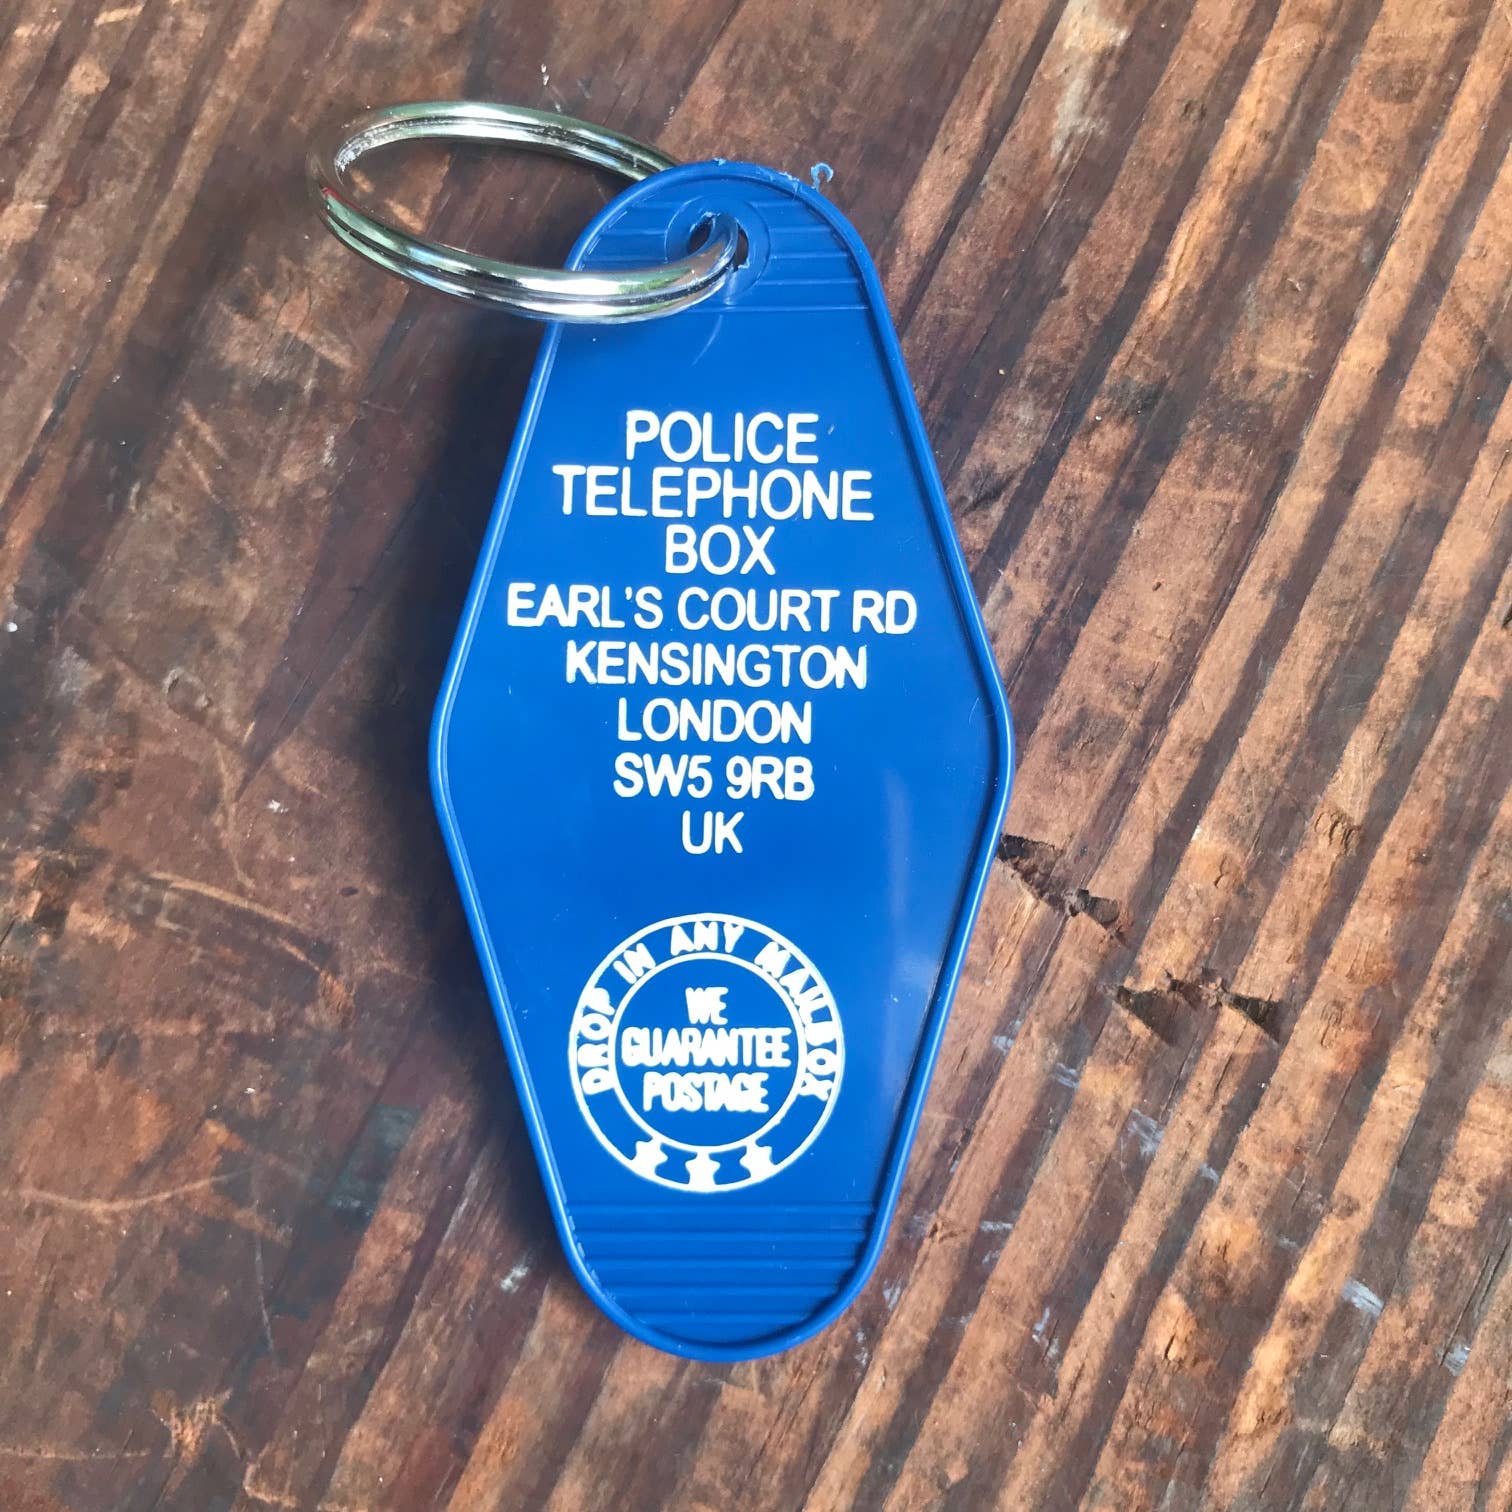 POLICE
TELEPHONE
BOX
EARL'S COURT RD
KENSINGTON
LONDON
SW5 9RB
UK
DROP IN ANY MAILBOX
WE
GUARANTEE
POSTAGE